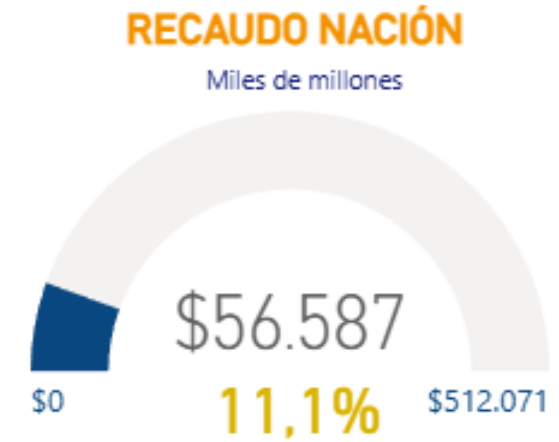 RECAUDO NACIÓN
Miles de millones
$56.587
$0 11,1% $512.071